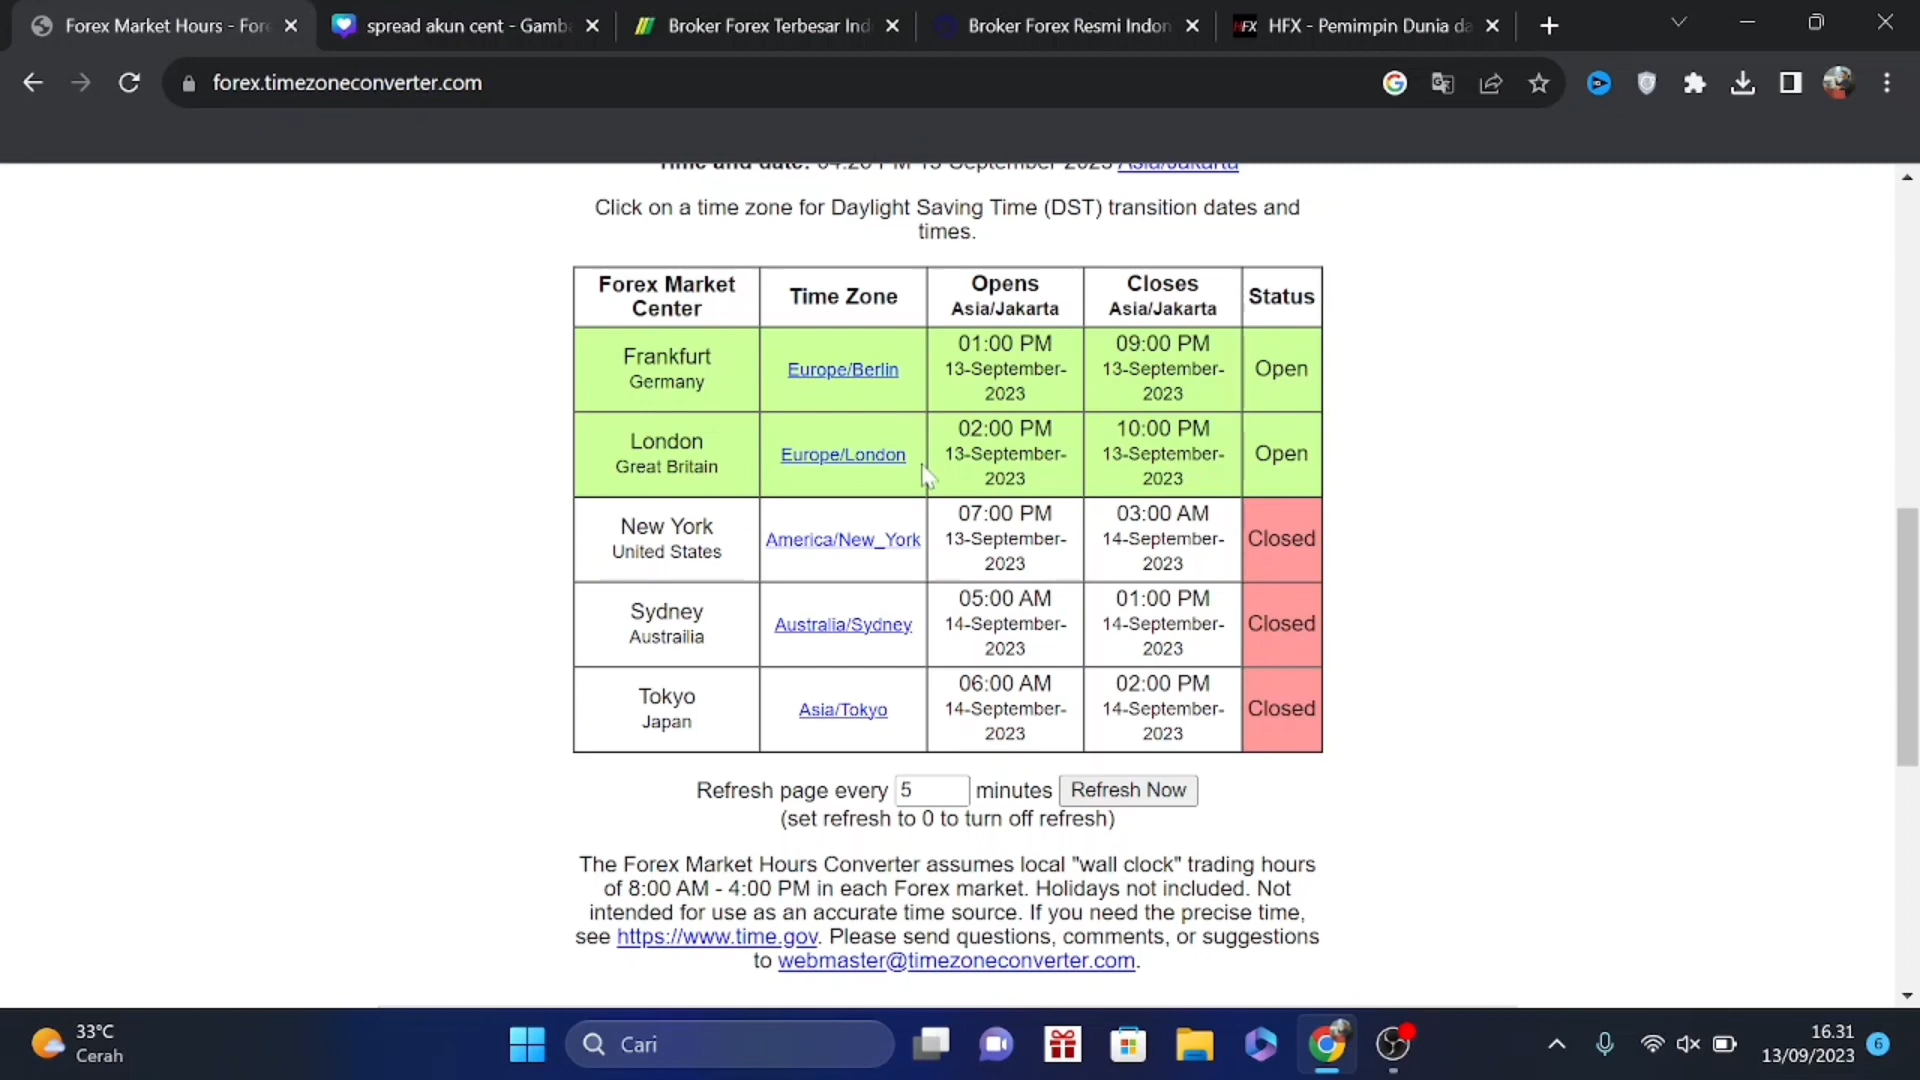 Forex Market Hours - Fore
spread akun cent - Gamb
Broker Forex Terbesar Ind
Broker Forex Resmi Indon
HFX - Pemimpin Dunia da
forex.timezoneconverter.com
Asia/Jakarta
Click on a time zone for Daylight Saving Time (DST) transition dates and
times.
Forex Market Center Time Zone Opens Asia/Jakarta Closes Asia/Jakarta Status
Frankfurt Germany Europe/Berlin 01:00 PM 13-September-2023 09:00 PM 13-September-2023 Open
London Great Britain Europe/London 02:00 PM 13-September-2023 10:00 PM 13-September-2023 Open
New York United States America/New_York 07:00 PM 13-September-2023 03:00 AM 14-September-2023 Closed
Sydney Austrailia Australia/Sydney 05:00 AM 14-September-2023 01:00 PM 14-September-2023 Closed
Tokyo Japan Asia/Tokyo 06:00 AM 14-September-2023 02:00 PM 14-September-2023 Closed
Refresh page every 5 minutes Refresh Now
(set refresh to 0 to turn off refresh)
The Forex Market Hours Converter assumes local "wall clock" trading hours
of 8:00 AM - 4:00 PM in each Forex market. Holidays not included. Not
intended for use as an accurate time source. If you need the precise time,
see https://www.time.gov. Please send questions, comments, or suggestions
to webmaster@timezoneconverter.com.
33°C
Cerah
Cari
16.31
13/09/2023
6